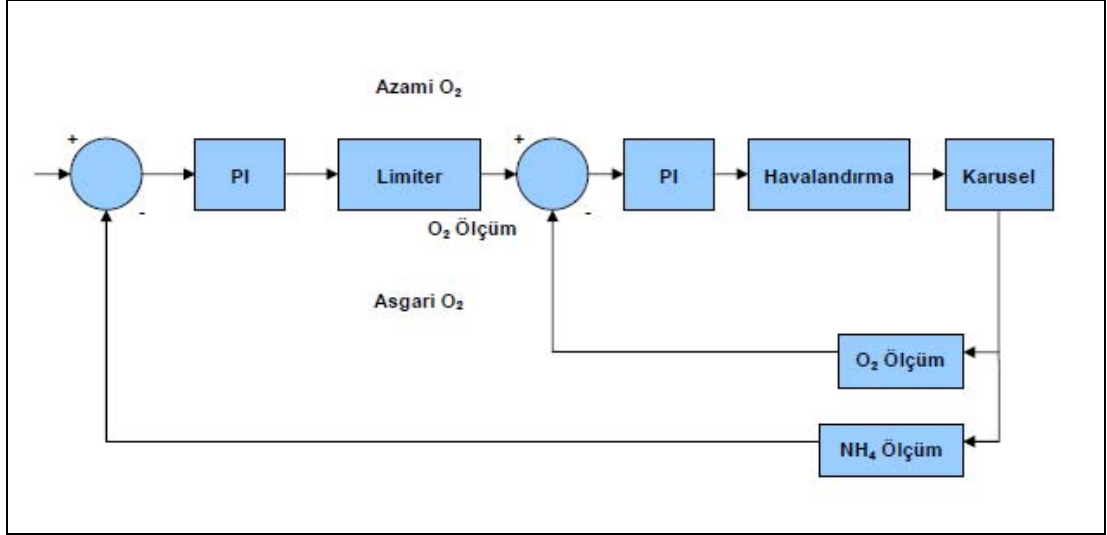 Azami O₂
+
+
PI
Limiter
PI
Havalandırma
Karusel
-
-
O₂ Ölçüm
Asgari O₂
O₂ Ölçüm
NH₄ Ölçüm